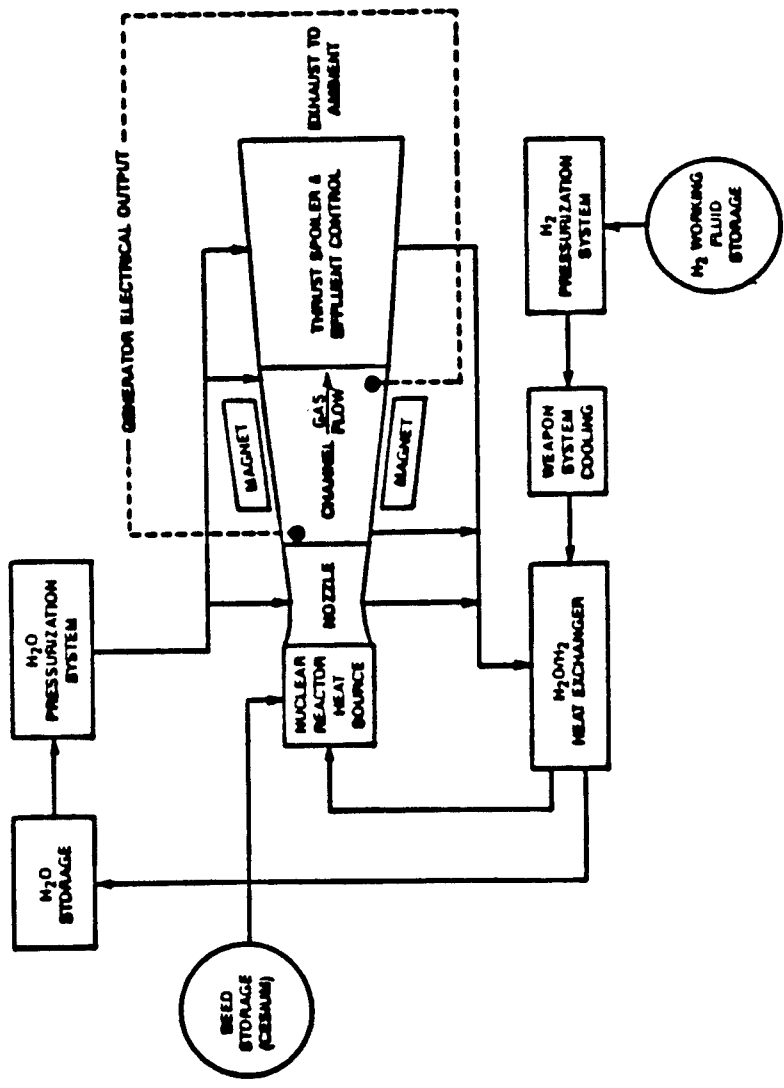 GENERATOR ELECTRICAL OUTPUT
H₂O
STORAGE
H₂O
PRESSURIZATION
SYSTEM
SEED
STORAGE
(CESIUM)
NUCLEAR
REACTOR
HEAT
SOURCE
NOZZLE
MAGNET
CHANNEL GAS
FLOW
MAGNET
THRUST SPOILER &
EFFLUENT CONTROL
EXHAUST TO
AMBIENT
H₂O/H₂
HEAT EXCHANGER
WEAPON
SYSTEM
COOLING
H₂
PRESSURIZATION
SYSTEM
H₂ WORKING
FLUID
STORAGE